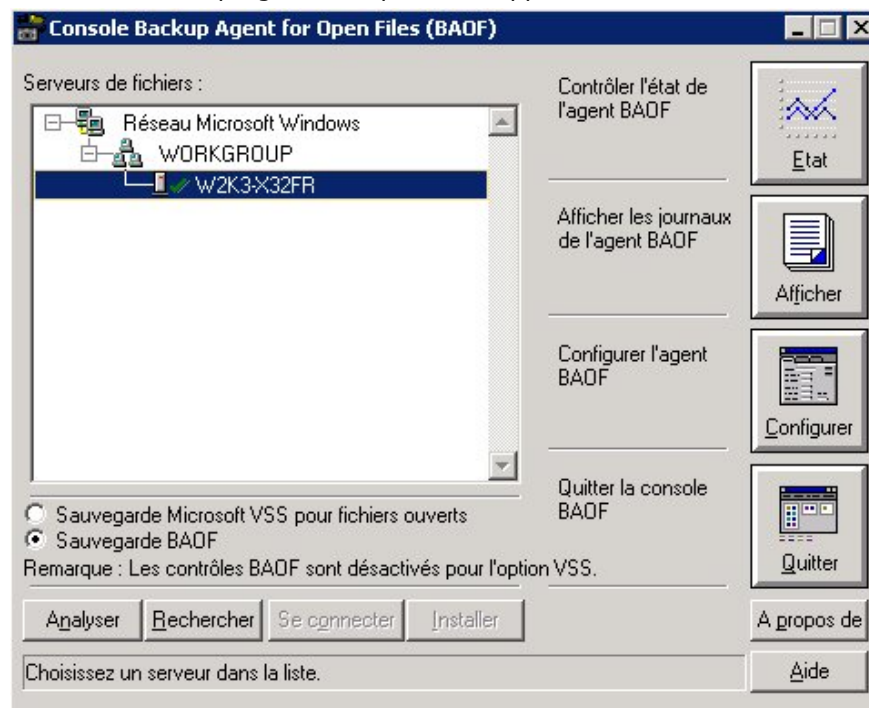 Console Backup Agent for Open Files (BAOF)
Serveurs de fichiers :
Réseau Microsoft Windows
WORKGROUP
W2K3-X32FR
Contrôler l'état de
l'agent BAOF
Etat
Afficher les journaux
de l'agent BAOF
Afficher
Configurer l'agent
BAOF
Configurer
Quitter la console
BAOF
Quitter
Sauvegarde Microsoft VSS pour fichiers ouverts
Sauvegarde BAOF
Remarque : Les contrôles BAOF sont désactivés pour l'option VSS.
Analyser
Rechercher
Se connecter
Installer
A propos de
Choisissez un serveur dans la liste.
Aide